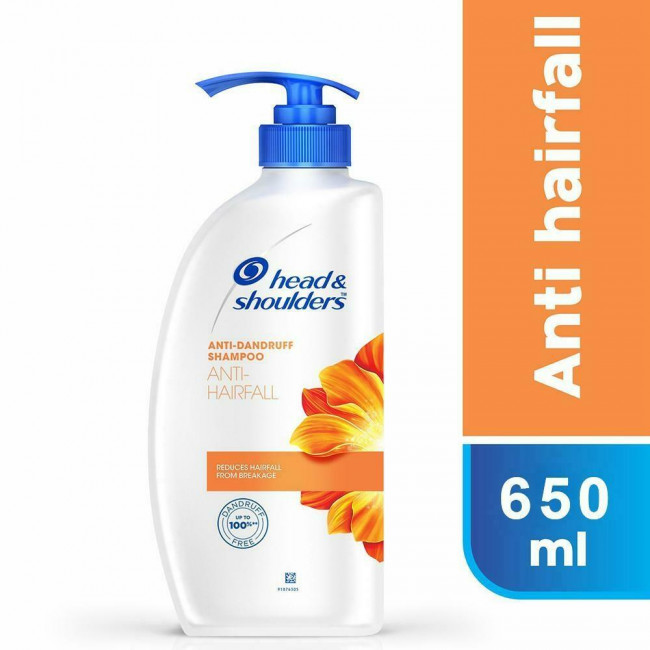 head &
shoulders™
ANTI-DANDRUFF
SHAMPOO
ANTI-
HAIRFALL
REDUCES HAIRFALL
FROM BREAKAGE
DANDRUFF
UP TO
100%**
FREE
Anti hairfall
650
ml